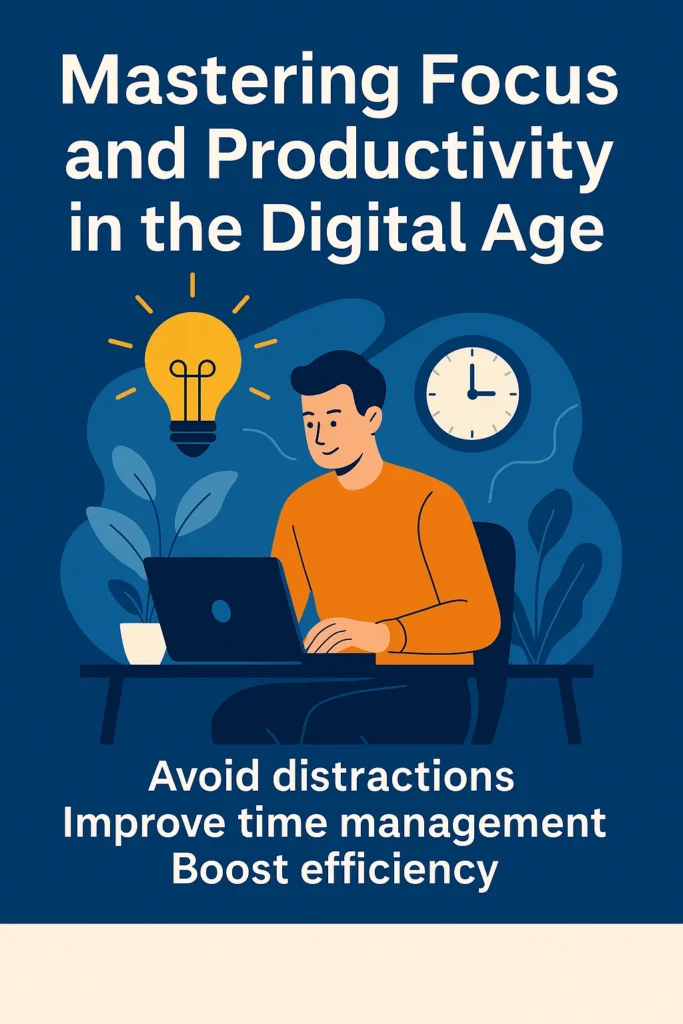 Mastering Focus
and Productivity
in the Digital Age
Avoid distractions
Improve time management
Boost efficiency